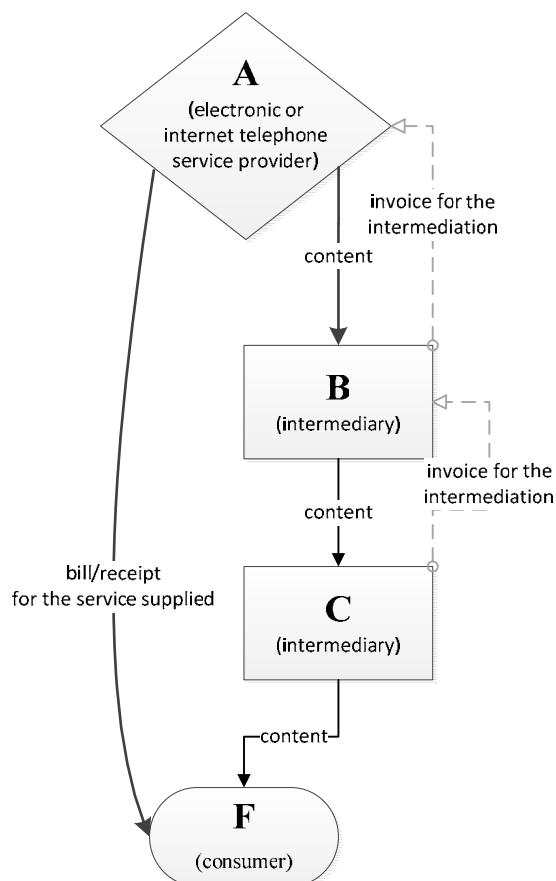 A
(electronic or
internet telephone
service provider)
invoice for the
intermediation
content
B
(intermediary)
invoice for the
intermediation
content
bill/receipt
for the service supplied
C
(intermediary)
content
F
(consumer)